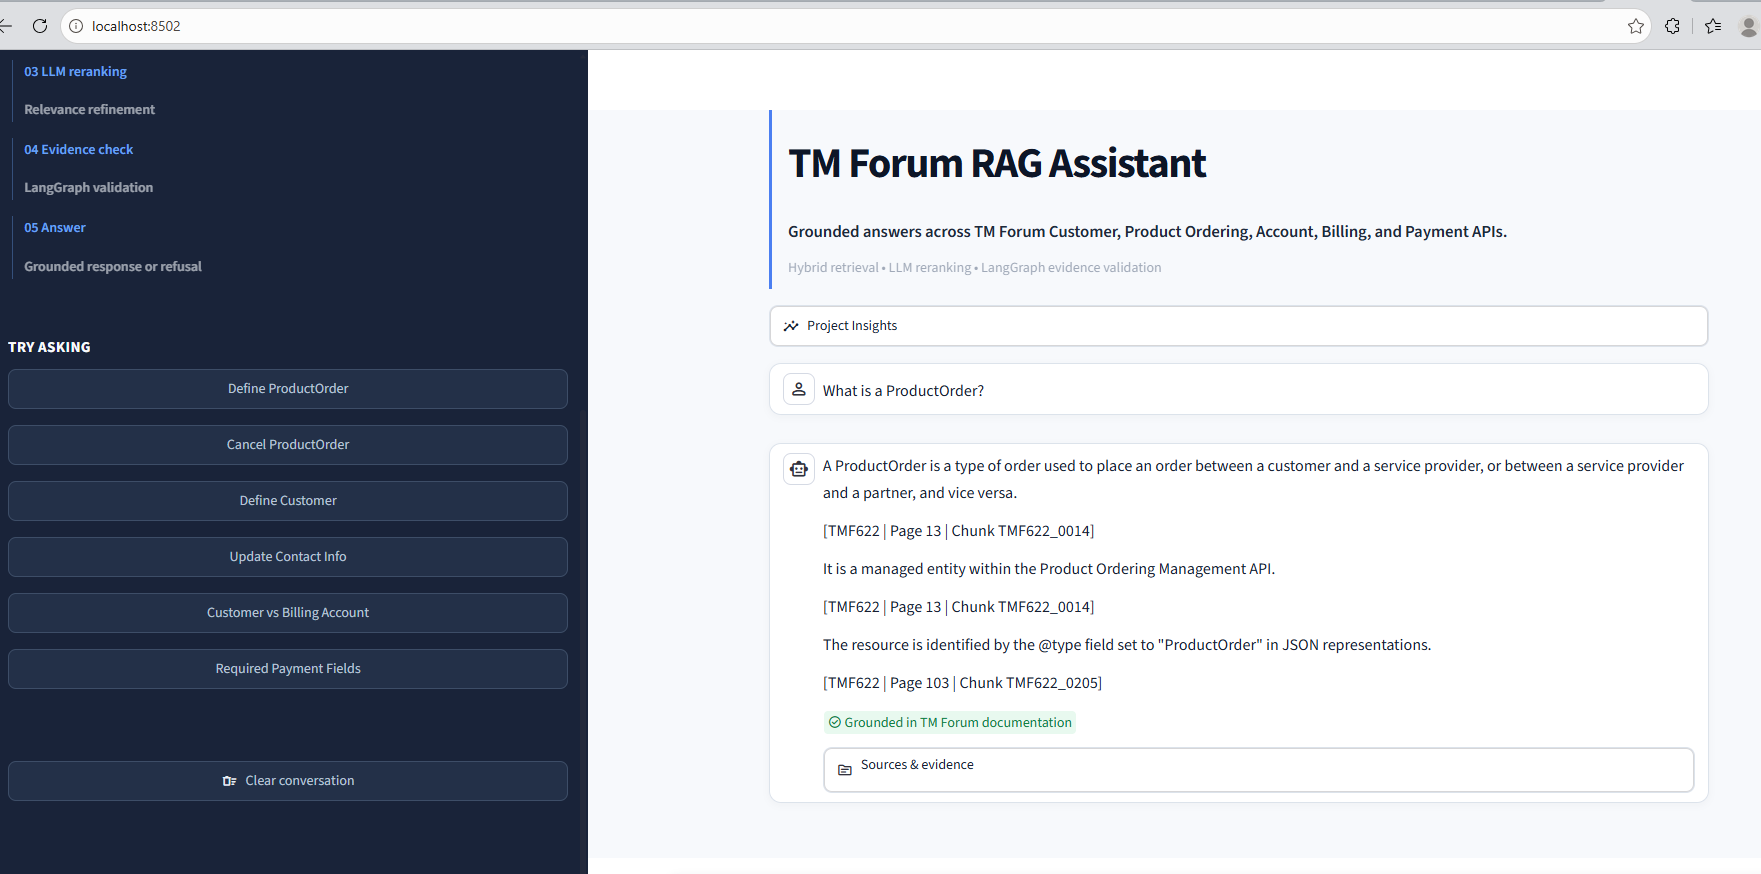 localhost:8502
03 LLM reranking
Relevance refinement
04 Evidence check
LangGraph validation
05 Answer
Grounded response or refusal
TRY ASKING
Define ProductOrder
Cancel ProductOrder
Define Customer
Update Contact Info
Customer vs Billing Account
Required Payment Fields
Clear conversation
TM Forum RAG Assistant
Grounded answers across TM Forum Customer, Product Ordering, Account, Billing, and Payment APIs.
Hybrid retrieval • LLM reranking • LangGraph evidence validation
Project Insights
What is a ProductOrder?
A ProductOrder is a type of order used to place an order between a customer and a service provider, or between a service provider
and a partner, and vice versa.
[TMF622 | Page 13 | Chunk TMF622_0014]
It is a managed entity within the Product Ordering Management API.
[TMF622 | Page 13 | Chunk TMF622_0014]
The resource is identified by the @type field set to "ProductOrder" in JSON representations.
[TMF622 | Page 103 | Chunk TMF622_0205]
Grounded in TM Forum documentation
Sources & evidence